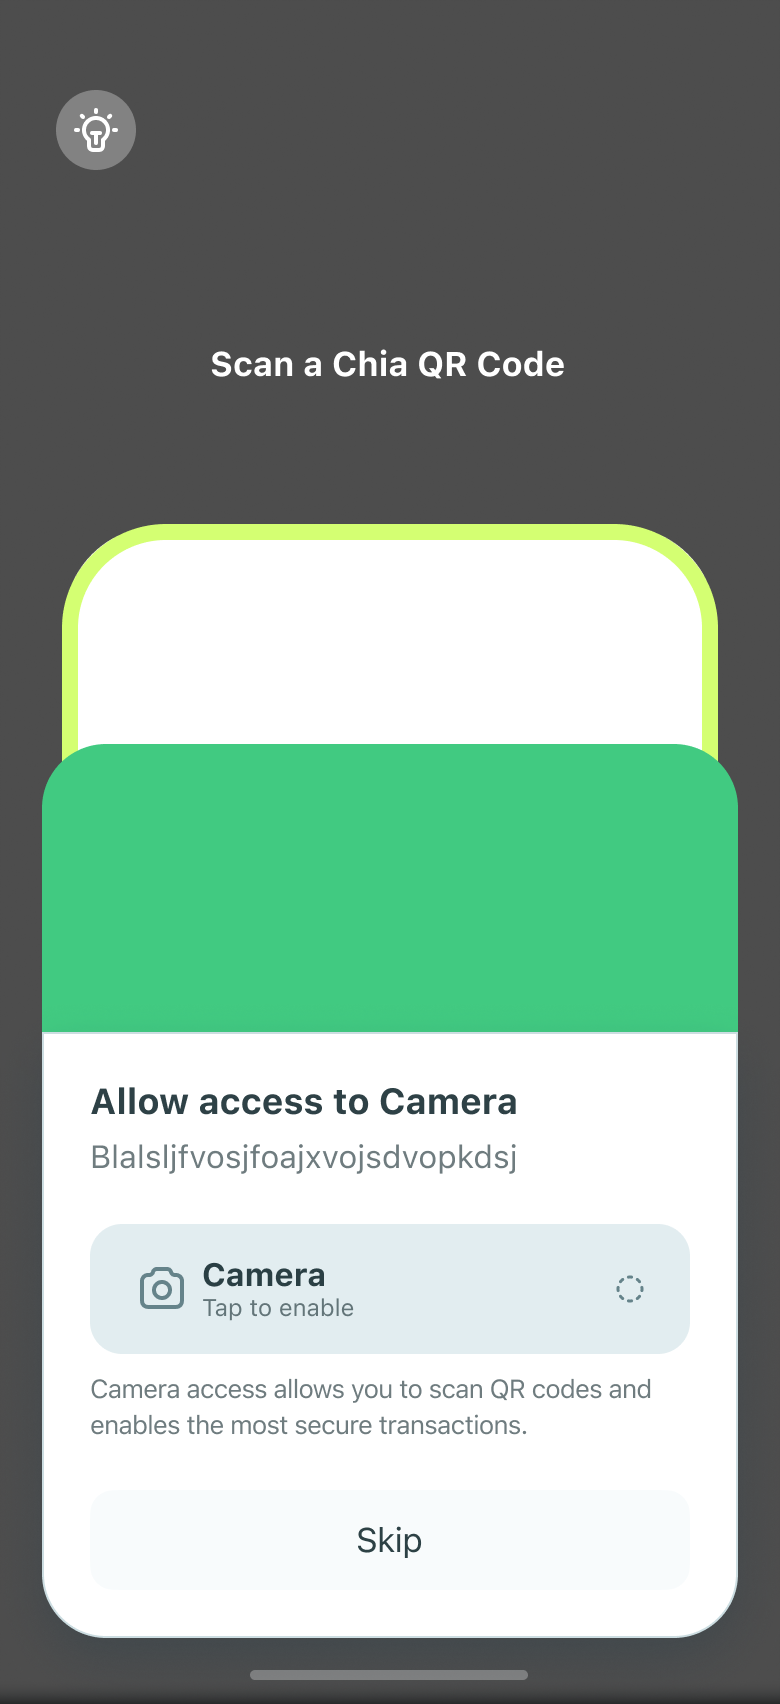 Scan a Chia QR Code
Allow access to Camera
Blalsljfvosjfoajxvojsdvopkdsj
Camera
Tap to enable
Camera access allows you to scan QR codes and
enables the most secure transactions.
Skip